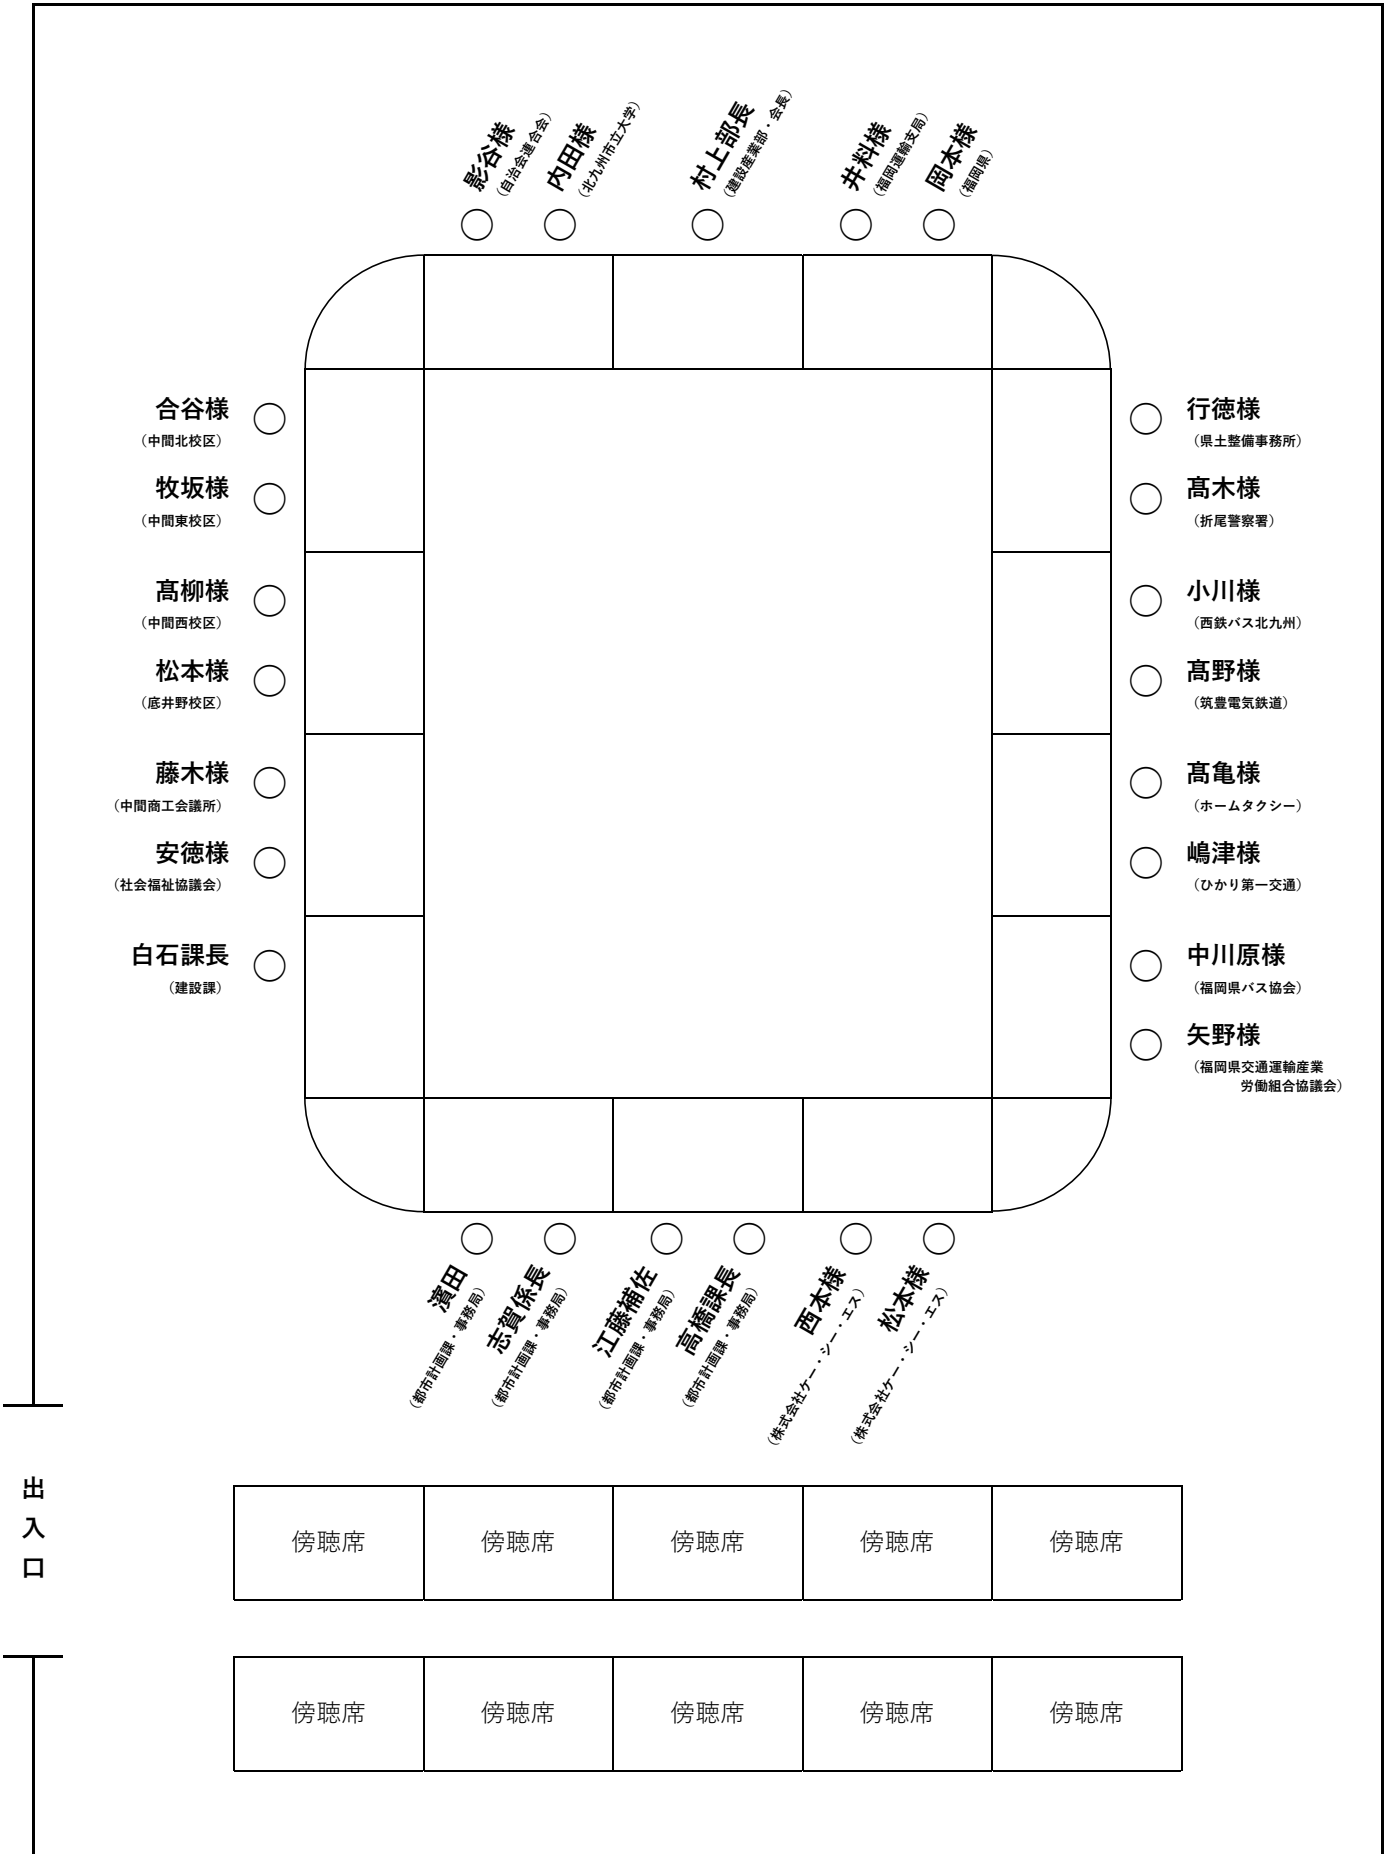 影谷様
（自治会連合会）
内田様
（北九州市立大学）
村上部長
（建設産業部・会長）
井料様
（福岡運輸支局）
岡本様
（福岡県）
合谷様
（中間北校区）
牧坂様
（中間東校区）
髙柳様
（中間西校区）
松本様
（底井野校区）
藤木様
（中間商工会議所）
安徳様
（社会福祉協議会）
白石課長
（建設課）
行徳様
（県土整備事務所）
髙木様
（折尾警察署）
小川様
（西鉄バス北九州）
髙野様
（筑豊電気鉄道）
髙亀様
（ホームタクシー）
嶋津様
（ひかり第一交通）
中川原様
（福岡県バス協会）
矢野様
（福岡県交通運輸産業
労働組合協議会）
濱田
（都市計画課・事務局）
志賀係長
（都市計画課・事務局）
江藤補佐
（都市計画課・事務局）
高橋課長
（都市計画課・事務局）
西本様
（株式会社ケー・シー・エス）
松本様
（株式会社ケー・シー・エス）
出入口
傍聴席
傍聴席
傍聴席
傍聴席
傍聴席
傍聴席
傍聴席
傍聴席
傍聴席
傍聴席